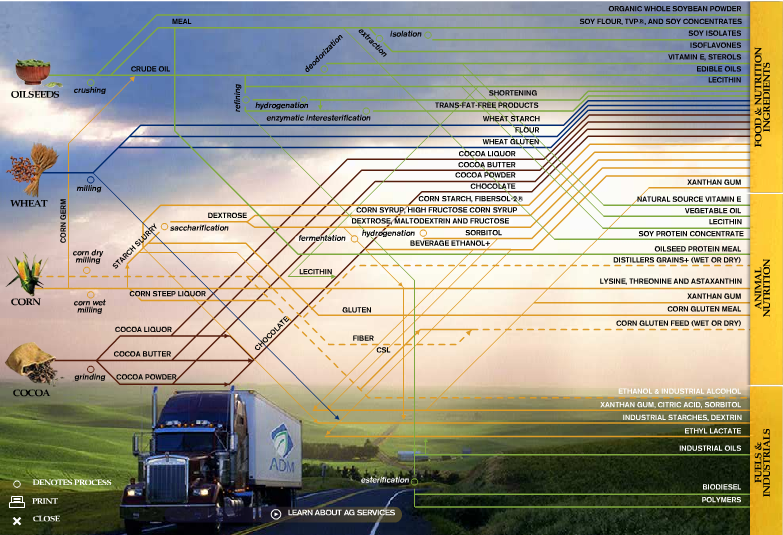 ORGANIC WHOLE SOYBEAN POWDER
MEAL
SOY FLOUR, TVP®, AND SOY CONCENTRATES
isolation
SOY ISOLATES
extraction
ISOFLAVONES
deodorization
VITAMIN E, STEROLS
CRUDE OIL
EDIBLE OILS
OILSEEDS
crushing
LECITHIN
refining
SHORTENING
hydrogenation
TRANS-FAT-FREE PRODUCTS
enzymatic interesterification
WHEAT STARCH
FLOUR
WHEAT GLUTEN
FOOD & NUTRITION
INGREDIENTS
COCOA LIQUOR
COCOA BUTTER
COCOA POWDER
CHOCOLATE
WHEAT
milling
XANTHAN GUM
CORN STARCH, FIBERSOL-2®
NATURAL SOURCE VITAMIN E
CORN SYRUP, HIGH FRUCTOSE CORN SYRUP
VEGETABLE OIL
DEXTROSE
DEXTROSE, MALTODEXTRIN AND FRUCTOSE
LECITHIN
saccharification
hydrogenation
SORBITOL
SOY PROTEIN CONCENTRATE
fermentation
BEVERAGE ETHANOL+
OILSEED PROTEIN MEAL
CORN GERM
STARCH SLURRY
corn dry
milling
DISTILLERS GRAINS+ (WET OR DRY)
LECITHIN
LYSINE, THREONINE AND ASTAXANTHIN
CORN
CORN STEEP LIQUOR
XANTHAN GUM
corn wet
milling
GLUTEN
CORN GLUTEN MEAL
ANIMAL
NUTRITION
COCOA LIQUOR
CHOCOLATE
CORN GLUTEN FEED (WET OR DRY)
FIBER
CSL
COCOA BUTTER
COCOA
grinding
COCOA POWDER
ETHANOL & INDUSTRIAL ALCOHOL
XANTHAN GUM, CITRIC ACID, SORBITOL
INDUSTRIAL STARCHES, DEXTRIN
ETHYL LACTATE
INDUSTRIAL OILS
FUELS &
INDUSTRIALS
ADM
esterification
BIODIESEL
POLYMERS
DENOTES PROCESS
PRINT
CLOSE
LEARN ABOUT AG SERVICES